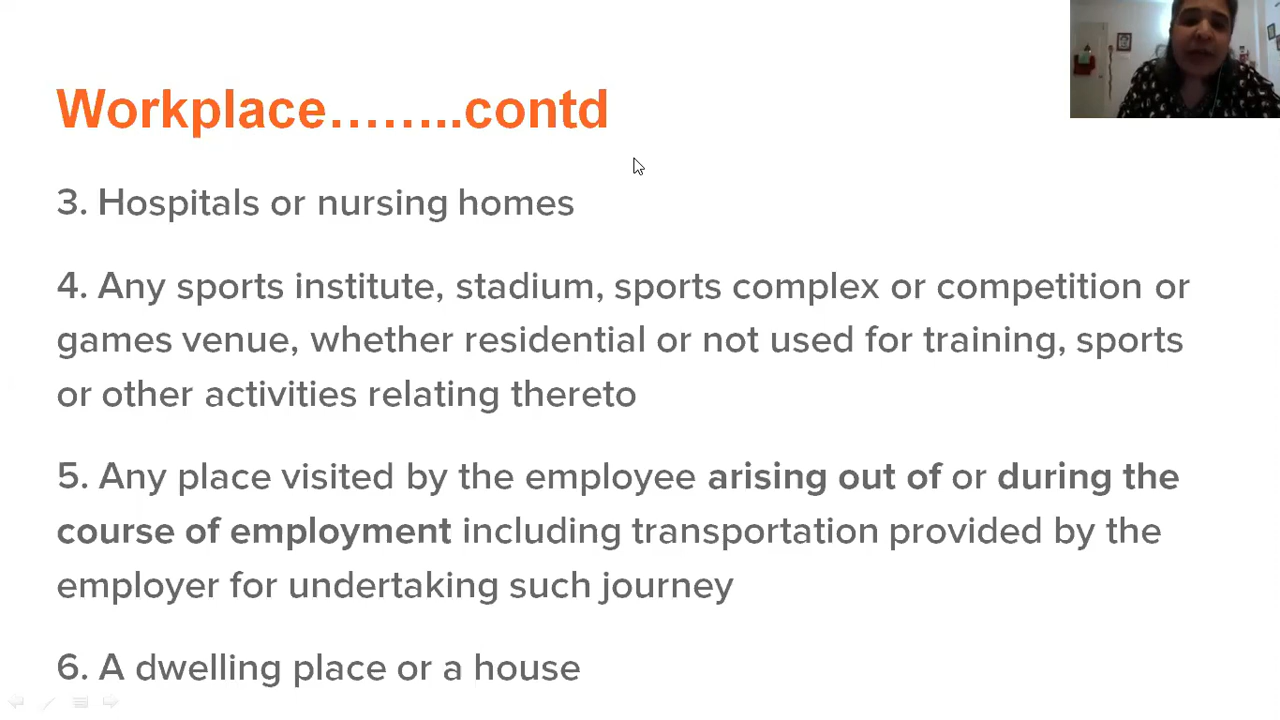 Workplace........contd
3. Hospitals or nursing homes
4. Any sports institute, stadium, sports complex or competition or
games venue, whether residential or not used for training, sports
or other activities relating thereto
5. Any place visited by the employee arising out of or during the
course of employment including transportation provided by the
employer for undertaking such journey
6. A dwelling place or a house